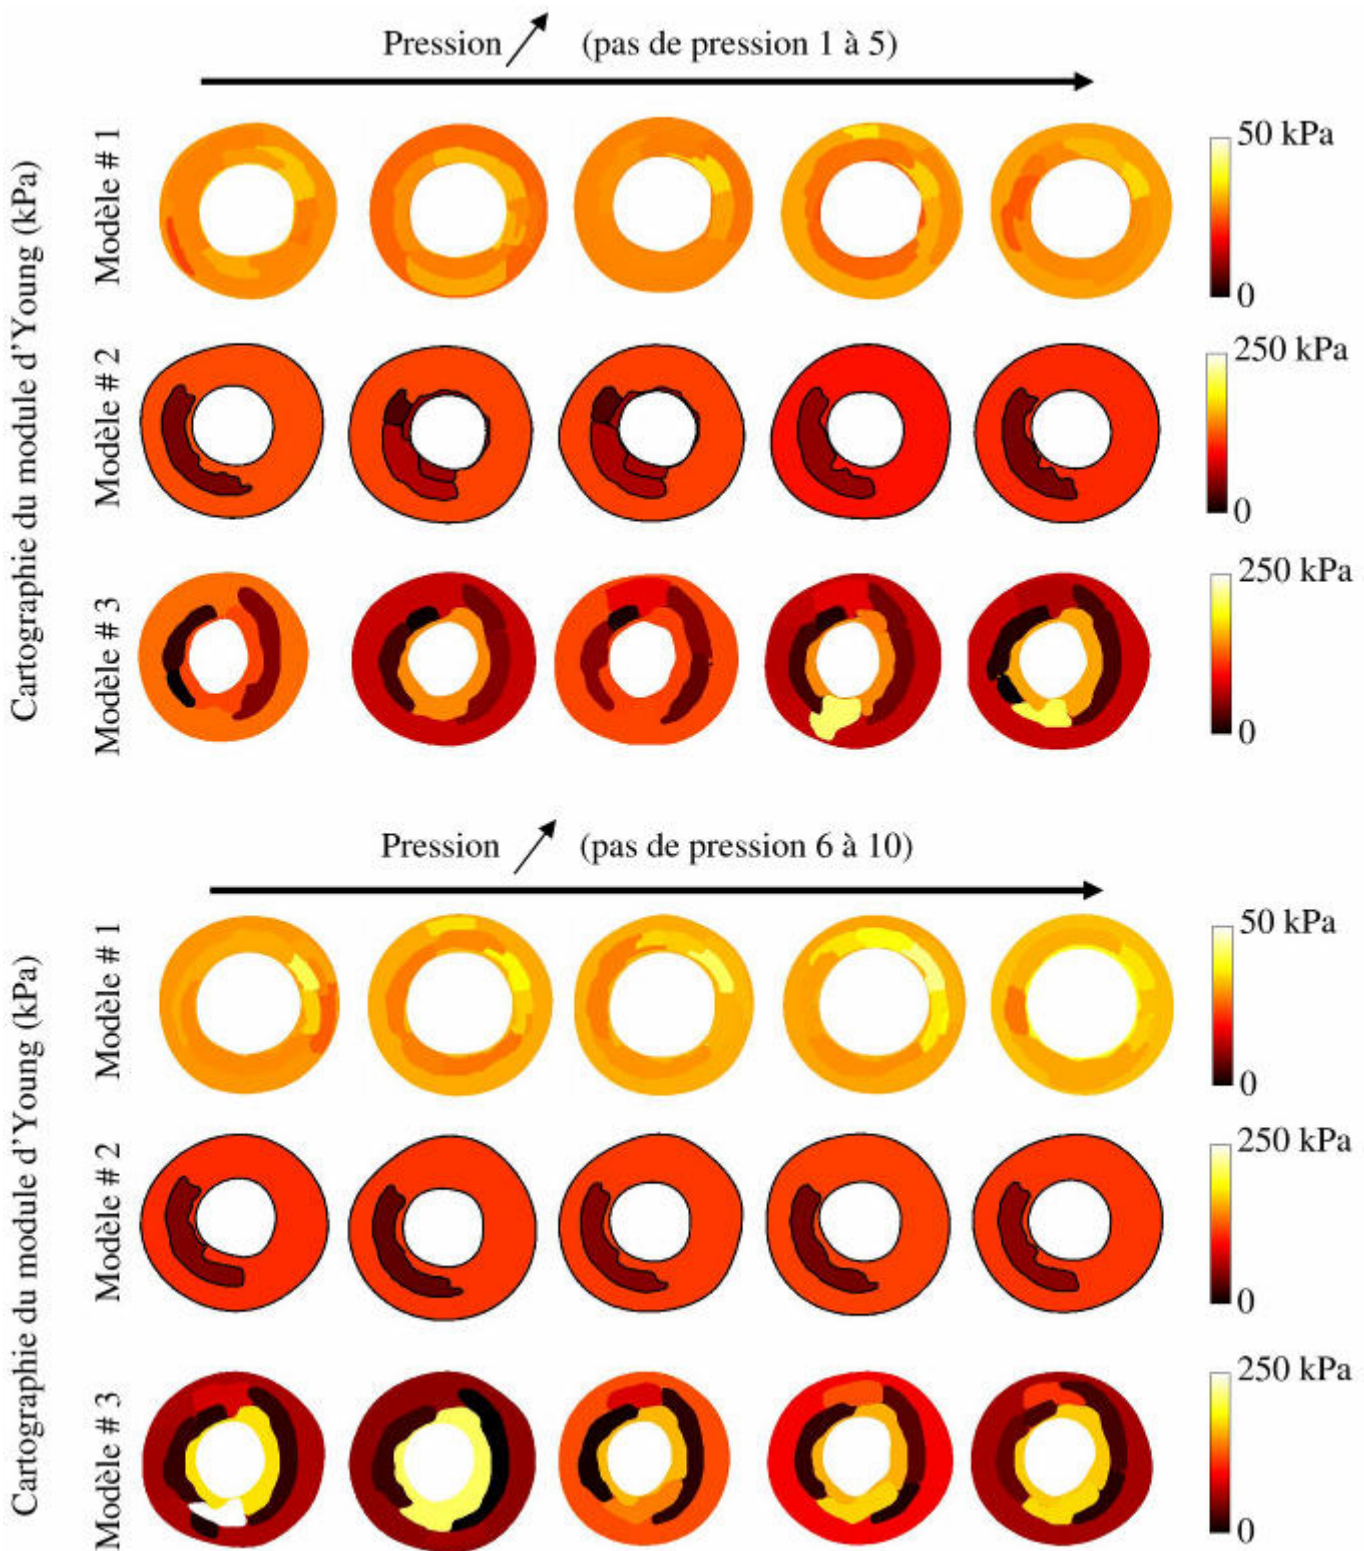 Pression (pas de pression 1 à 5)
Cartographie du module d'Young (kPa)
Modèle # 1
50 kPa
0
Modèle # 2
250 kPa
0
Modèle # 3
250 kPa
0
Pression (pas de pression 6 à 10)
Cartographie du module d'Young (kPa)
Modèle # 1
50 kPa
0
Modèle # 2
250 kPa
0
Modèle # 3
250 kPa
0